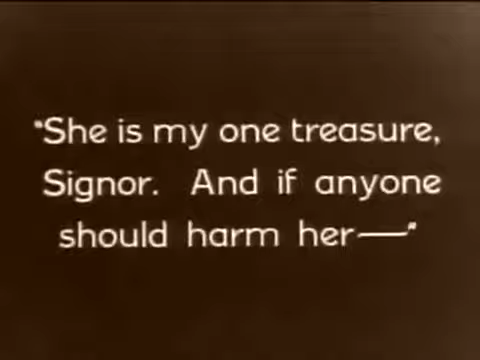 "She is my one treasure,
Signor. And if anyone
should harm her—"